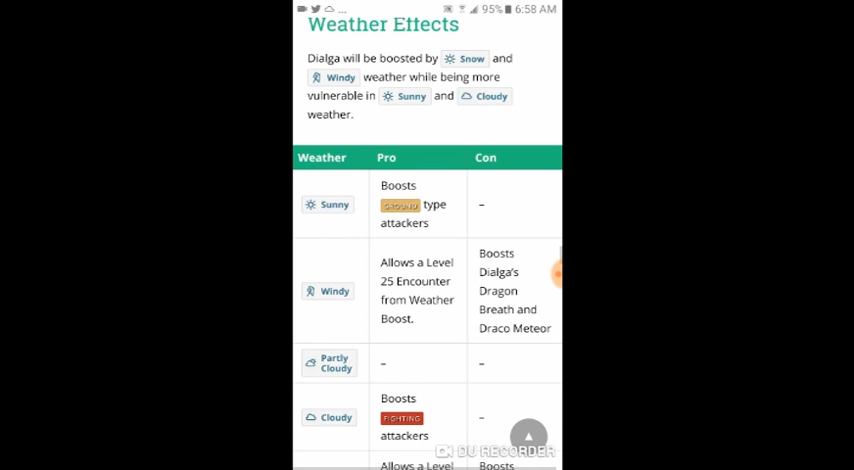 ... 95% 6:58 AM
Weather Effects
Dialga will be boosted by Snow and
Windy weather while being more
vulnerable in Sunny and Cloudy
weather.
Weather Pro Con
Sunny Boosts GROUND type attackers –
Windy Allows a Level 25 Encounter from Weather Boost. Boosts Dialga's Dragon Breath and Draco Meteor
Partly Cloudy – –
Cloudy Boosts FIGHTING attackers –
Allows a Level Boosts
DU RECORDER